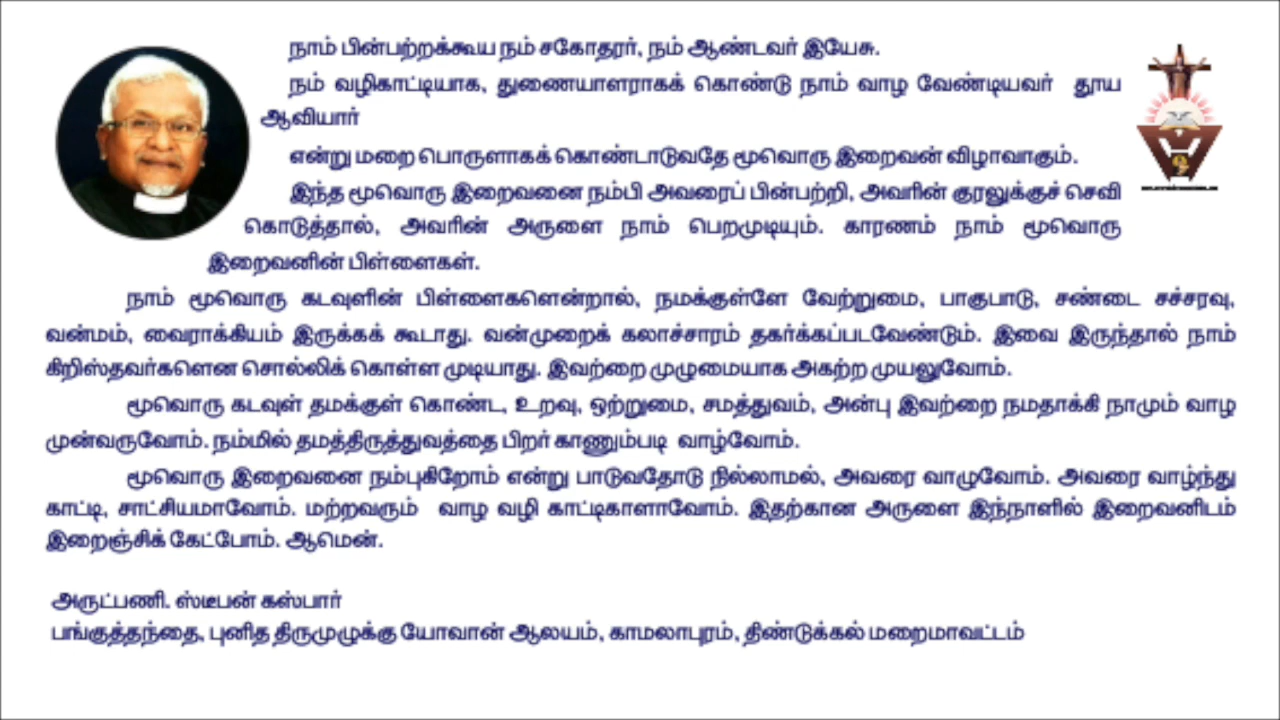 நாம் பின்பற்றக்கூய நம் சகோதரர், நம் ஆண்டவர் இயேசு.
நம் வழிகாட்டியாக, துணையாளராகக் கொண்டு நாம் வாழ வேண்டியவர் தூய
ஆவியார்
என்று மறை பொருளாகக் கொண்டாடுவதே மூவொரு இறைவன் விழாவாகும்.
இந்த மூவொரு இறைவனை நம்பி அவரைப் பின்பற்றி, அவரின் குரலுக்குச் செவி
கொடுத்தால், அவரின் அருளை நாம் பெறமுடியும். காரணம் நாம் மூவொரு
இறைவனின் பிள்ளைகள்.
நாம் மூவொரு கடவுளின் பிள்ளைகளென்றால், நமக்குள்ளே வேற்றுமை, பாகுபாடு, சண்டை சச்சரவு,
வன்மம், வைராக்கியம் இருக்கக் கூடாது. வன்முறைக் கலாச்சாரம் தகர்க்கப்படவேண்டும். இவை இருந்தால் நாம்
கிறிஸ்தவர்களென சொல்லிக் கொள்ள முடியாது. இவற்றை முழுமையாக அகற்ற முயலுவோம்.
மூவொரு கடவுள் தமக்குள் கொண்ட, உறவு, ஒற்றுமை, சமத்துவம், அன்பு இவற்றை நமதாக்கி நாமும் வாழ
முன்வருவோம். நம்மில் தமத்திருத்துவத்தை பிறர் காணும்படி வாழ்வோம்.
மூவொரு இறைவனை நம்புகிறோம் என்று பாடுவதோடு நில்லாமல், அவரை வாழுவோம். அவரை வாழ்ந்து
காட்டி, சாட்சியமாவோம். மற்றவரும் வாழ வழி காட்டிகாளாவோம். இதற்கான அருளை இந்நாளில் இறைவனிடம்
இறைஞ்சிக் கேட்போம். ஆமென்.
அருட்பணி. ஸ்டீபன் கஸ்பார்
பங்குத்தந்தை, புனித திருமுழுக்கு யோவான் ஆலயம், காமலாபுரம், திண்டுக்கல் மறைமாவட்டம்